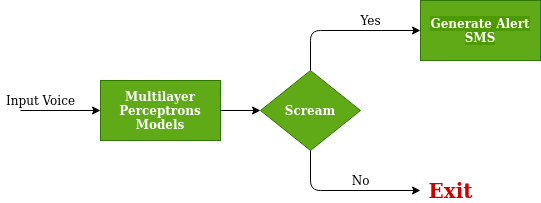 Input Voice
Multilayer
Perceptrons
Models
Scream
Yes
Generate Alert
SMS
No
Exit